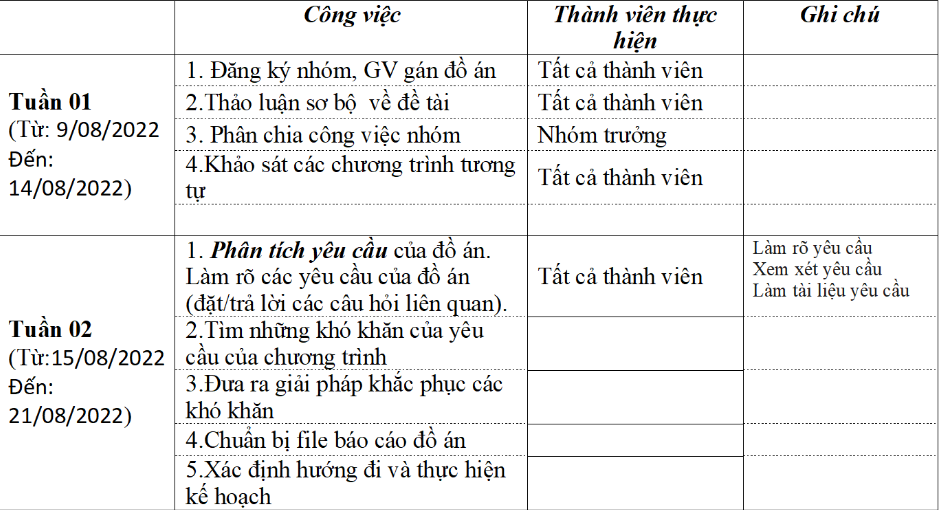 Công việc
Thành viên thực
hiện
Ghi chú
Tuần 01
(Từ: 9/08/2022
Đến:
14/08/2022)
1. Đăng ký nhóm, GV gán đồ án
Tất cả thành viên
2.Thảo luận sơ bộ về đề tài
Tất cả thành viên
3. Phân chia công việc nhóm
Nhóm trưởng
4.Khảo sát các chương trình tương
tự
Tất cả thành viên
Tuần 02
(Từ:15/08/2022
Đến:
21/08/2022)
1. Phân tích yêu cầu của đồ án.
Làm rõ các yêu cầu của đồ án
(đặt/trả lời các câu hỏi liên quan).
Tất cả thành viên
Làm rõ yêu cầu
Xem xét yêu cầu
Làm tài liệu yêu cầu
2.Tìm những khó khăn của yêu
cầu của chương trình
3.Đưa ra giải pháp khắc phục các
khó khăn
4.Chuẩn bị file báo cáo đồ án
5.Xác định hướng đi và thực hiện
kế hoạch